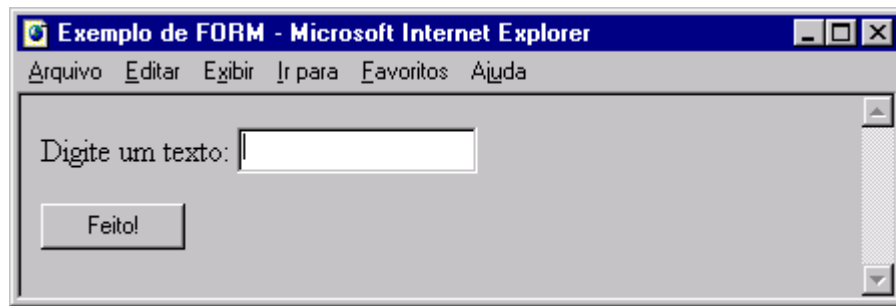 Exemplo de FORM - Microsoft Internet Explorer
Arquivo Editar Exibir Ir para Favoritos Ajuda
Digite um texto:
Feito!